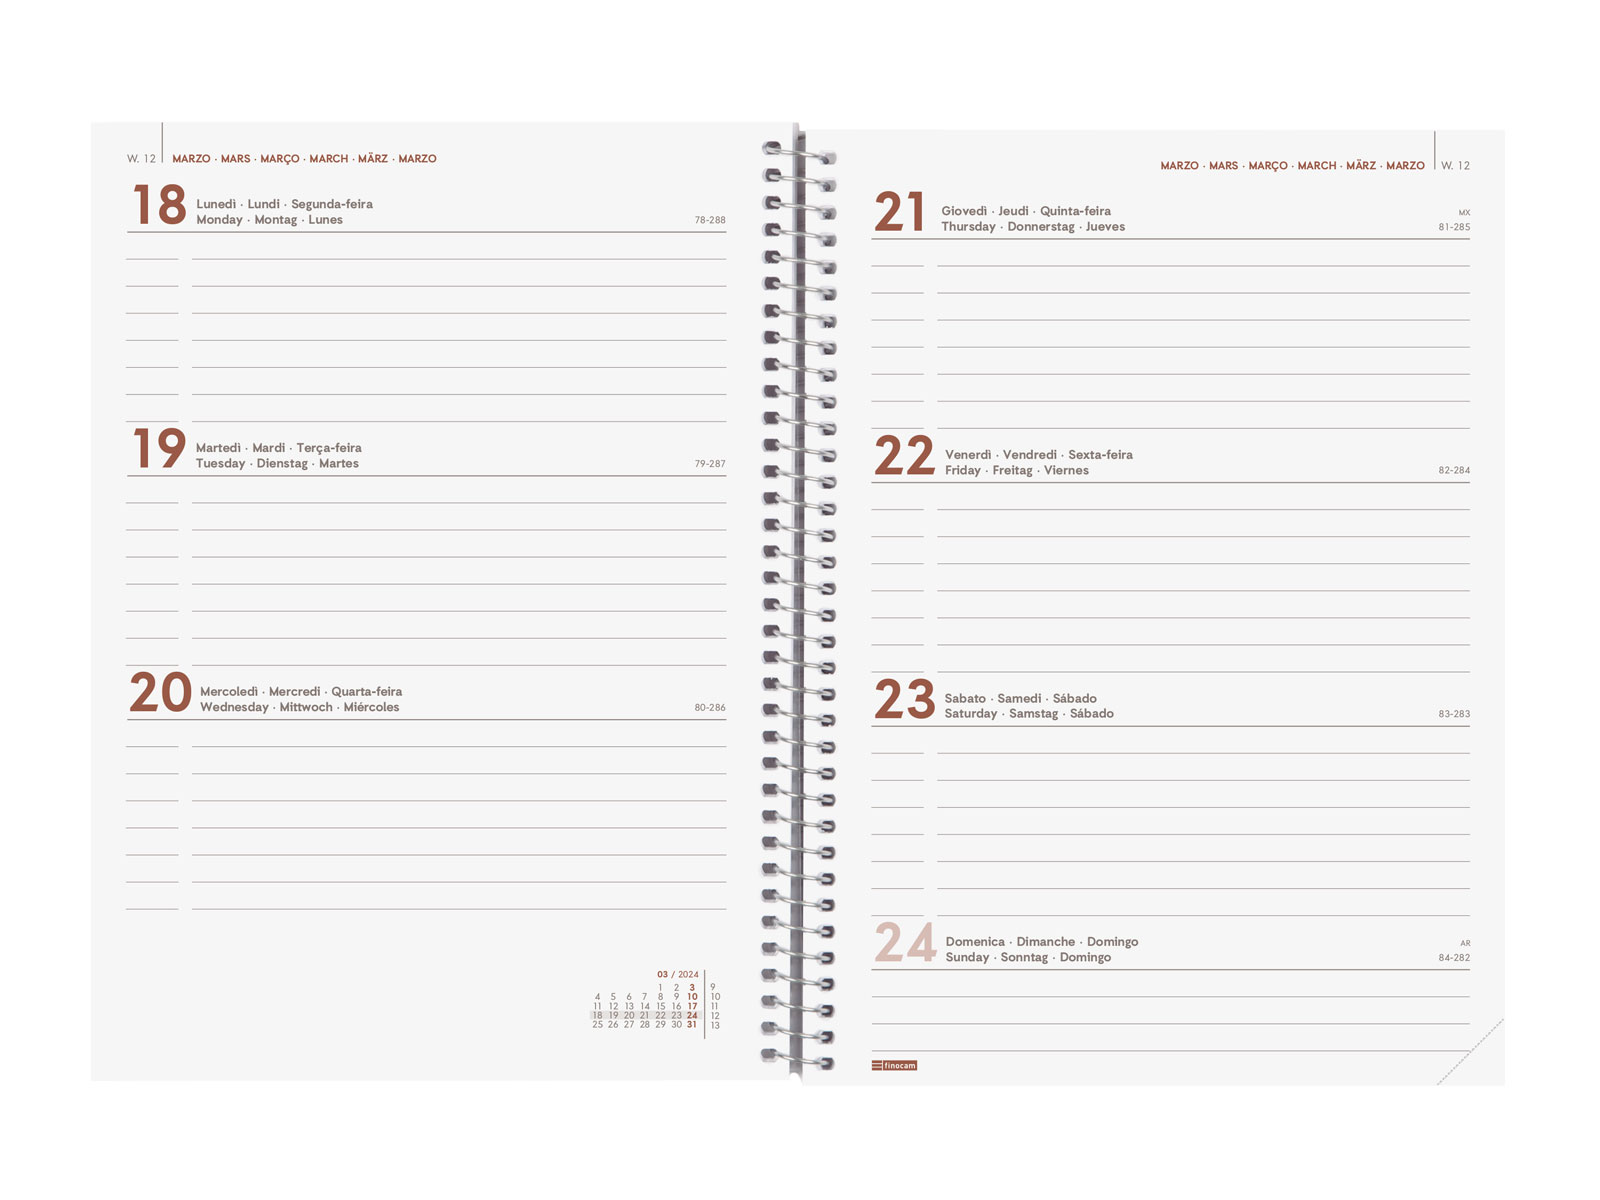 W. 12 MARZO · MARS · MARÇO · MARCH · MÄRZ · MARZO
18 Lunedì · Lundi · Segunda-feira
Monday · Montag · Lunes 78-288
19 Martedì · Mardi · Terça-feira
Tuesday · Dienstag · Martes 79-287
20 Mercoledì · Mercredi · Quarta-feira
Wednesday · Mittwoch · Miércoles 80-286
03 / 2024
1 2 3 9
4 5 6 7 8 9 10 10
11 12 13 14 15 16 17 11
18 19 20 21 22 23 24 12
25 26 27 28 29 30 31 13
MARZO · MARS · MARÇO · MARCH · MÄRZ · MARZO W. 12
21 Giovedì · Jeudi · Quinta-feira MX
Thursday · Donnerstag · Jueves 81-285
22 Venerdì · Vendredi · Sexta-feira
Friday · Freitag · Viernes 82-284
23 Sabato · Samedi · Sábado
Saturday · Samstag · Sábado 83-283
24 Domenica · Dimanche · Domingo AR
Sunday · Sonntag · Domingo 84-282
finocam